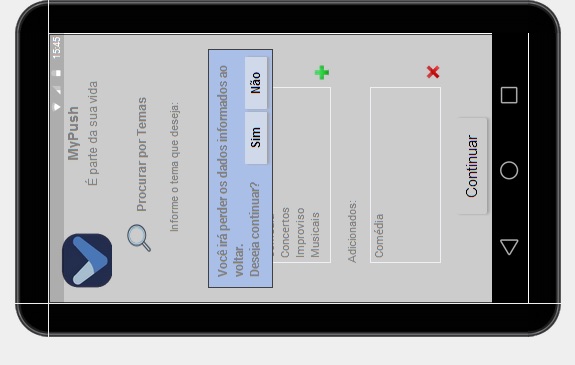 15:45
MyPush
É parte da sua vida
Procurar por Temas
Informe o tema que deseja:
Você irá perder os dados informados ao
voltar.
Deseja continuar?
Sim
Não
Concertos
Improviso
Musicais
Adicionados:
Comédia
Continuar